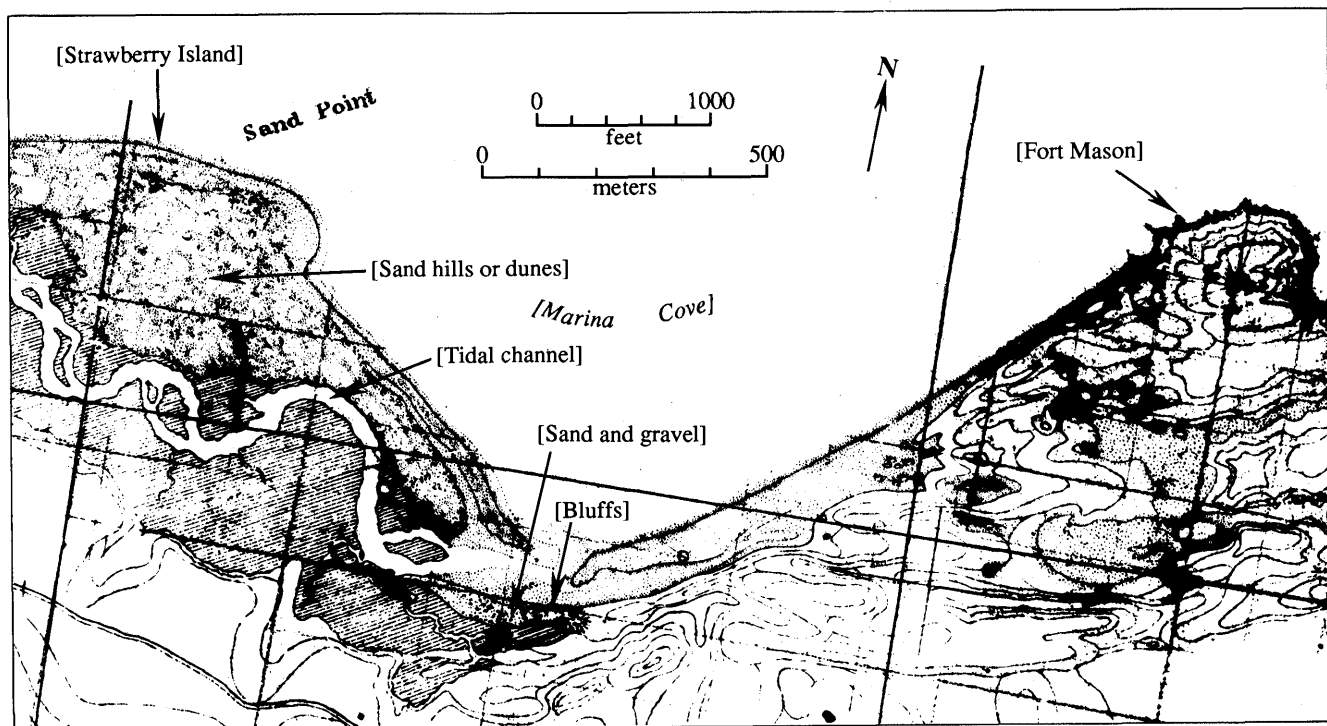 [Strawberry Island]
Sand Point
0 1000
feet
0 500
meters
N
[Fort Mason]
[Sand hills or dunes]
[Marina Cove]
[Tidal channel]
[Sand and gravel]
[Bluffs]